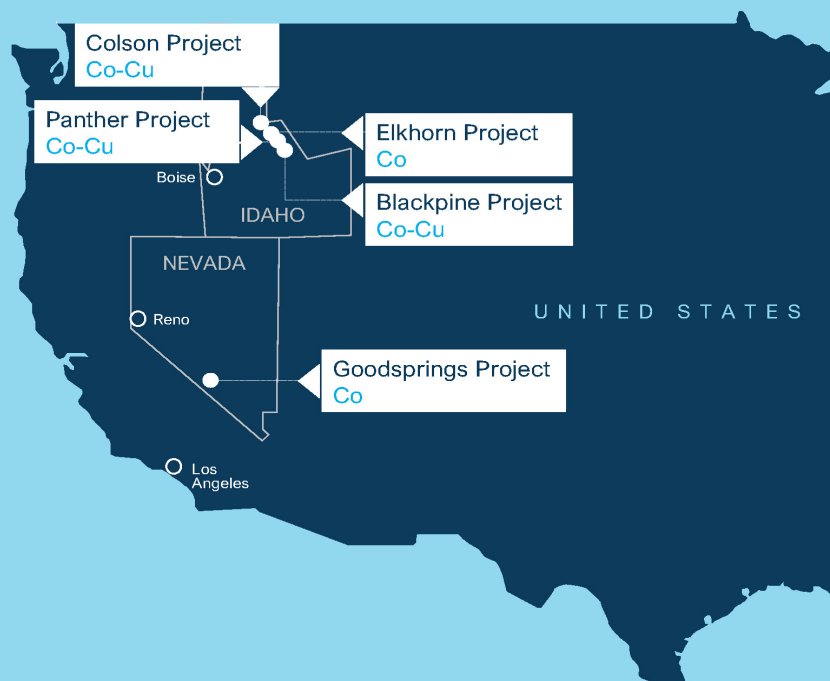 Colson Project
Co-Cu
Panther Project
Co-Cu
Elkhorn Project
Co
Boise
Blackpine Project
Co-Cu
IDAHO
NEVADA
UNITED STATES
Reno
Goodsprings Project
Co
Los
Angeles